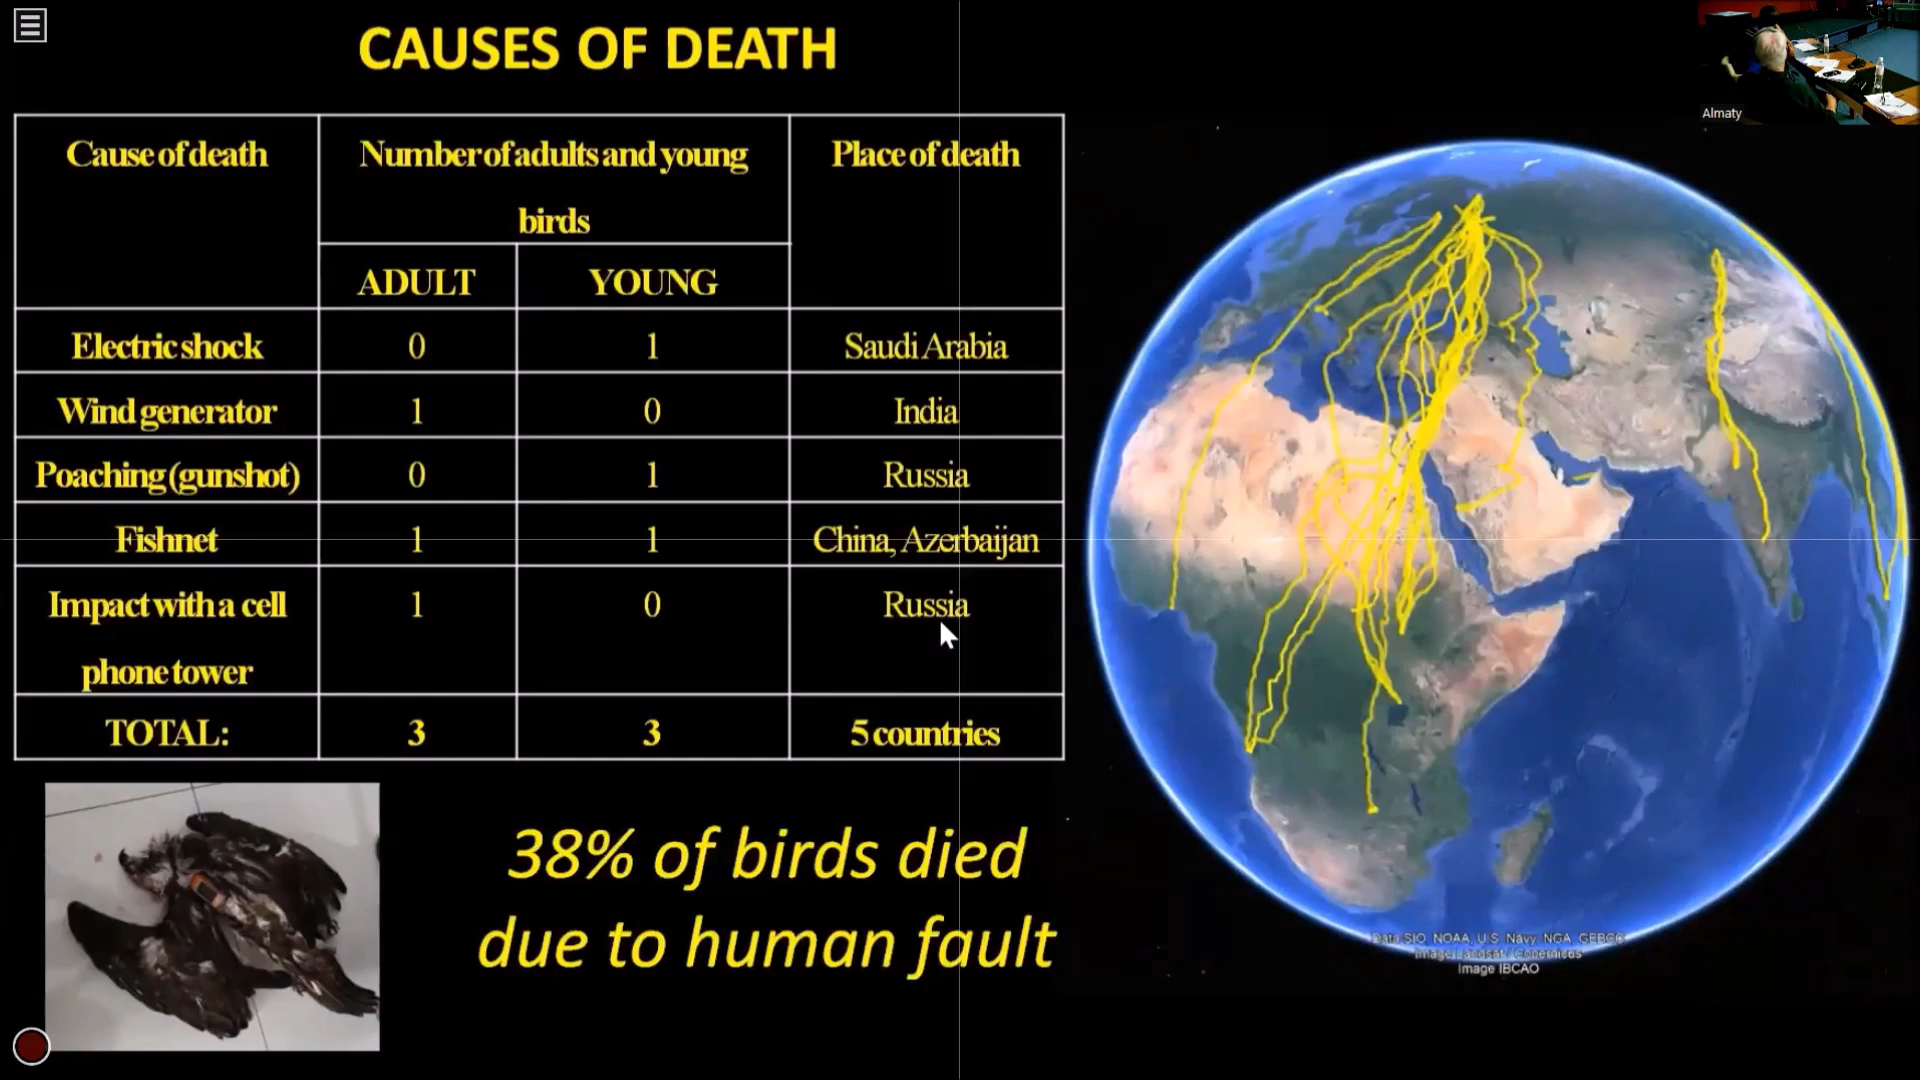 CAUSES OF DEATH
Almaty
Cause of death
Number of adults and young
birds
Place of death
ADULT
YOUNG
Electric shock
0
1
Saudi Arabia
Wind generator
1
0
India
Poaching (gunshot)
0
1
Russia
Fishnet
1
1
China, Azerbaijan
Impact with a cell
phone tower
1
0
Russia
TOTAL:
3
3
5 countries
38% of birds died
due to human fault
Data SIO, NOAA, U.S. Navy, NGA, GEBCO
Image Landsat / Copernicus
Image IBCAO